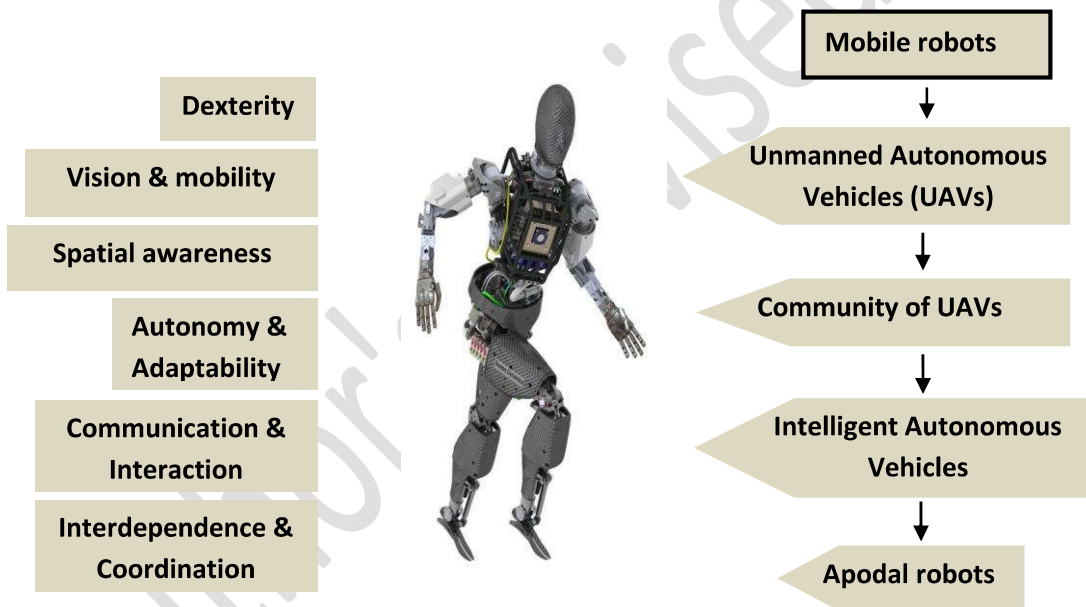 Dexterity
Vision & mobility
Spatial awareness
Autonomy &
Adaptability
Communication &
Interaction
Interdependence &
Coordination
Mobile robots
Unmanned Autonomous
Vehicles (UAVs)
Community of UAVs
Intelligent Autonomous
Vehicles
Apodal robots